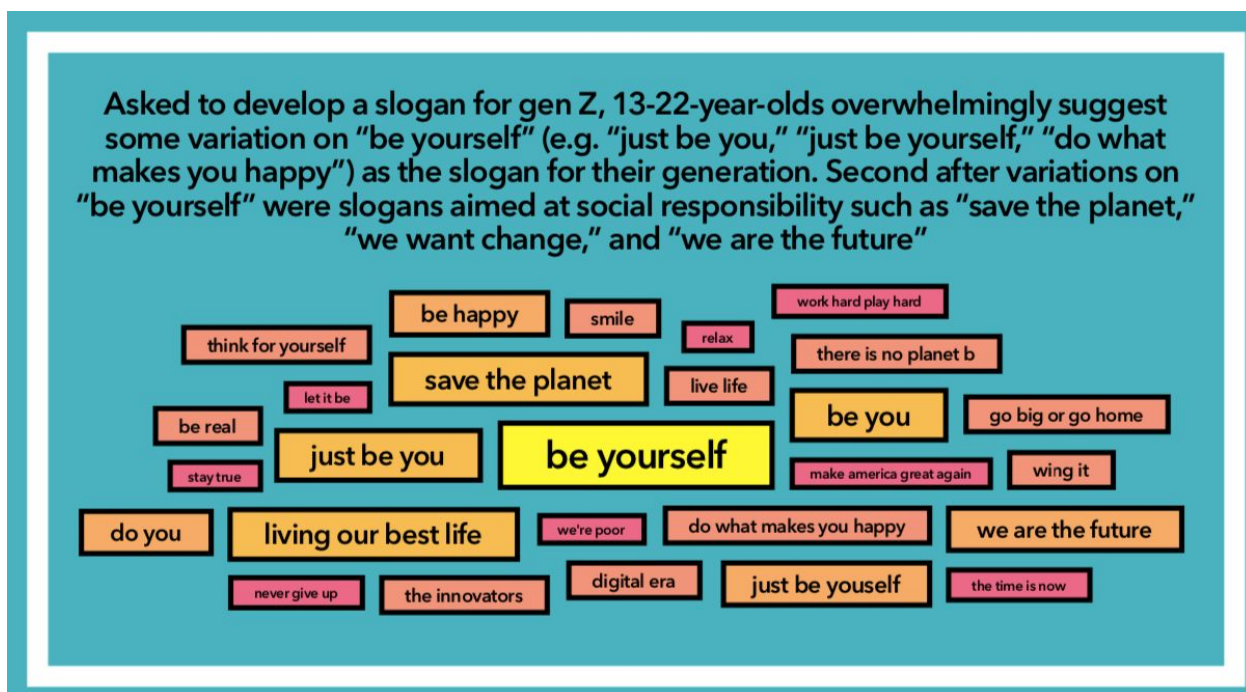 Asked to develop a slogan for gen Z, 13-22-year-olds overwhelmingly suggest
some variation on “be yourself” (e.g. “just be you,” “just be yourself,” “do what
makes you happy”) as the slogan for their generation. Second after variations on
“be yourself” were slogans aimed at social responsibility such as “save the planet,”
“we want change,” and “we are the future”
work hard play hard
be happy
smile
relax
think for yourself
there is no planet b
save the planet
live life
let it be
be you
go big or go home
be real
just be you
be yourself
make america great again
wing it
stay true
do you
living our best life
we're poor
do what makes you happy
we are the future
never give up
the innovators
digital era
just be youself
the time is now